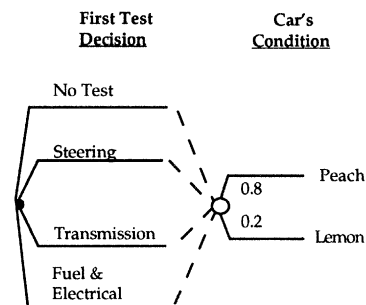 First Test
Decision
Car's
Condition
No Test
Steering
Transmission
Fuel &
Electrical
0.8
0.2
Peach
Lemon